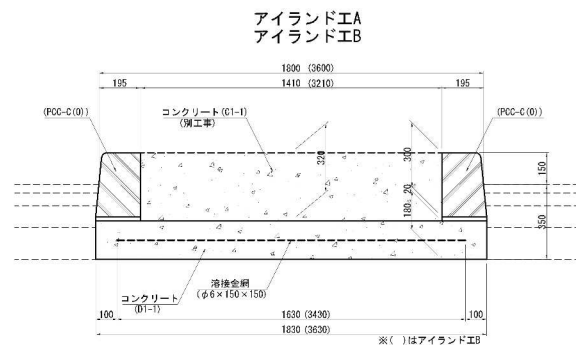 アイランド工A
アイランド工B
1800 (3600)
195
1410 (3210)
195
(PCC-C(O))
コンクリート(C1-1)
(別工事)
(PCC-C(O))
320
300
150
180
20
350
溶接金網
(φ6×150×150)
コンクリート
(D1-1)
100
1630 (3430)
100
1830 (3630)
※( )はアイランド工B